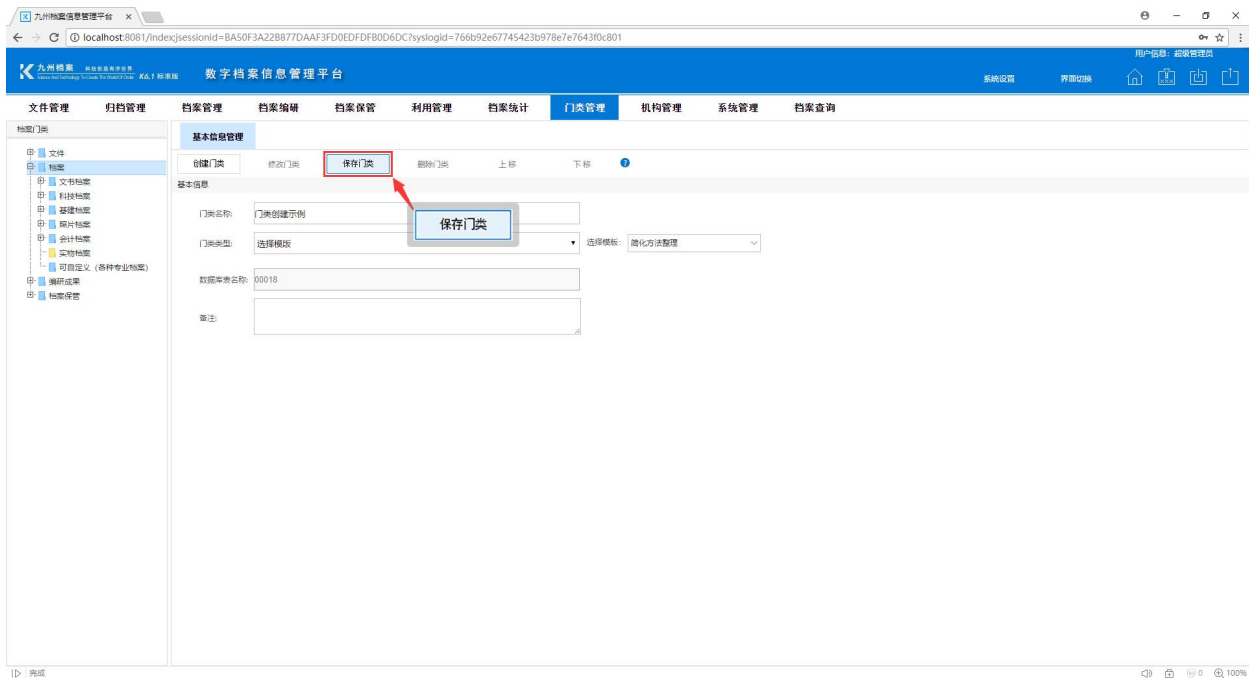 九州档案信息管理平台
localhost:8081/index;jsessionid=BA50F3A22B877DAAF3FD0EDFDFB0D6DC?syslogid=766b92e67745423b978e7e7643f0c801
用户信息：超级管理员
九州档案 科技创造有序世界 K6.1 标准版 数字档案信息管理平台 系统设置 界面切换
文件管理 归档管理 档案管理 档案编研 档案保管 利用管理 档案统计 门类管理 机构管理 系统管理 档案查询
档案门类
文件
档案
文书档案
科技档案
基建档案
照片档案
会计档案
实物档案
可自定义（各种专业档案）
编研成果
档案保管
基本信息管理
创建门类 修改门类 保存门类 删除门类 上移 下移 ?
基本信息
门类名称: 门类创建示例
保存门类
门类类型: 选择模版 选择模版: 简化方法整理
数据库表名称: 00018
备注:
完成 0 100%